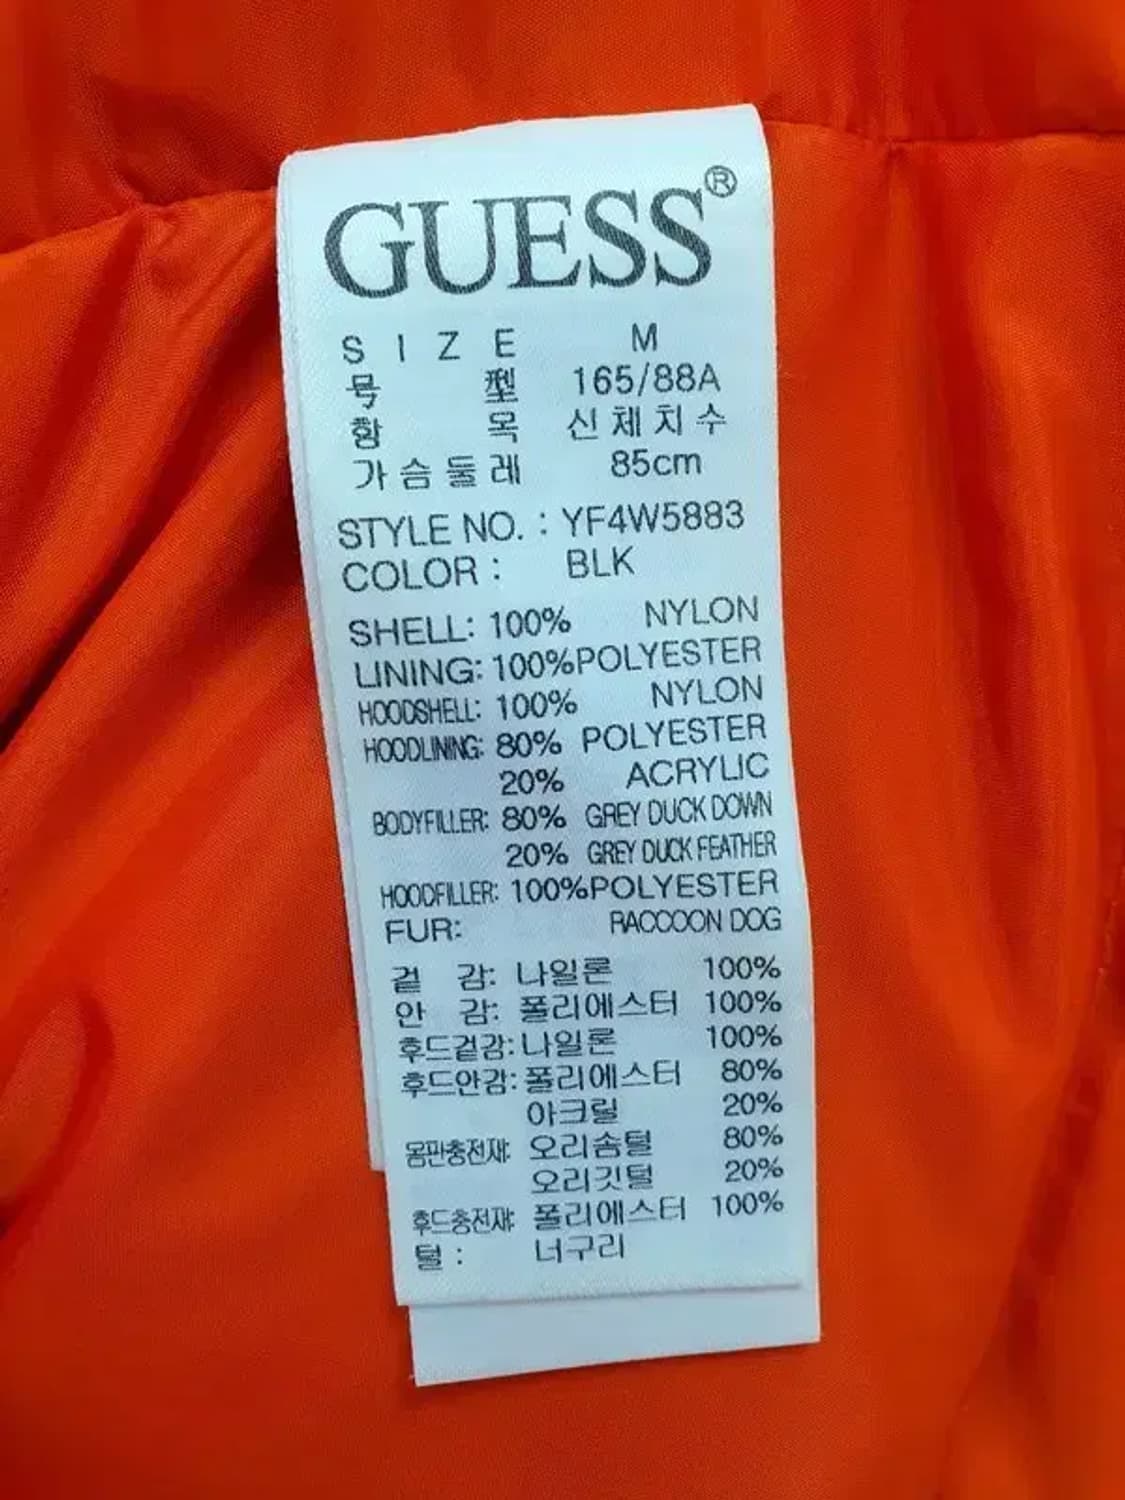 GUESS®
SIZE M
号型 165/88A
항목 신체치수
가슴둘레 85cm
STYLE NO. : YF4W5883
COLOR : BLK
SHELL: 100% NYLON
LINING: 100% POLYESTER
HOODSHELL: 100% NYLON
HOODLINING: 80% POLYESTER
20% ACRYLIC
BODYFILLER: 80% GREY DUCK DOWN
20% GREY DUCK FEATHER
HOODFILLER: 100% POLYESTER
FUR: RACCOON DOG
겉감: 나일론 100%
안감: 폴리에스터 100%
후드겉감: 나일론 100%
후드안감: 폴리에스터 80%
아크릴 20%
몸판충전재: 오리솜털 80%
오리깃털 20%
후드충전재: 폴리에스터 100%
털 : 너구리